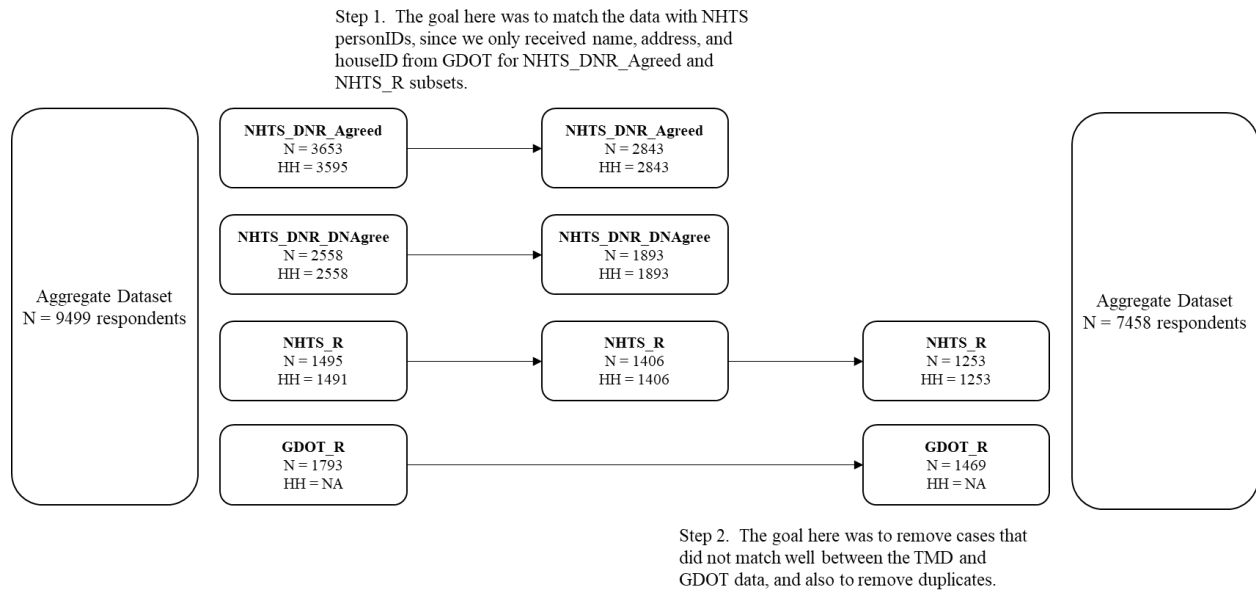 Step 1.  The goal here was to match the data with NHTS
personIDs, since we only received name, address, and
houseID from GDOT for NHTS_DNR_Agreed and
NHTS_R subsets.
Aggregate Dataset
N = 9499 respondents
NHTS_DNR_Agreed
N = 3653
HH = 3595
NHTS_DNR_Agreed
N = 2843
HH = 2843
NHTS_DNR_DNAgree
N = 2558
HH = 2558
NHTS_DNR_DNAgree
N = 1893
HH = 1893
NHTS_R
N = 1495
HH = 1491
NHTS_R
N = 1406
HH = 1406
NHTS_R
N = 1253
HH = 1253
GDOT_R
N = 1793
HH = NA
GDOT_R
N = 1469
HH = NA
Aggregate Dataset
N = 7458 respondents
Step 2.  The goal here was to remove cases that
did not match well between the TMD and
GDOT data, and also to remove duplicates.